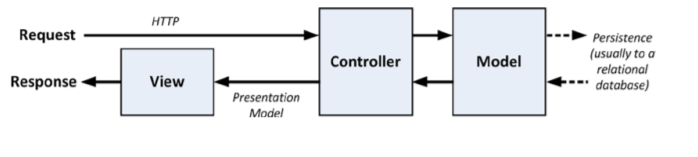 HTTP
Request
Controller
Model
Persistence
(usually to a
relational
database)
Response
View
Presentation
Model